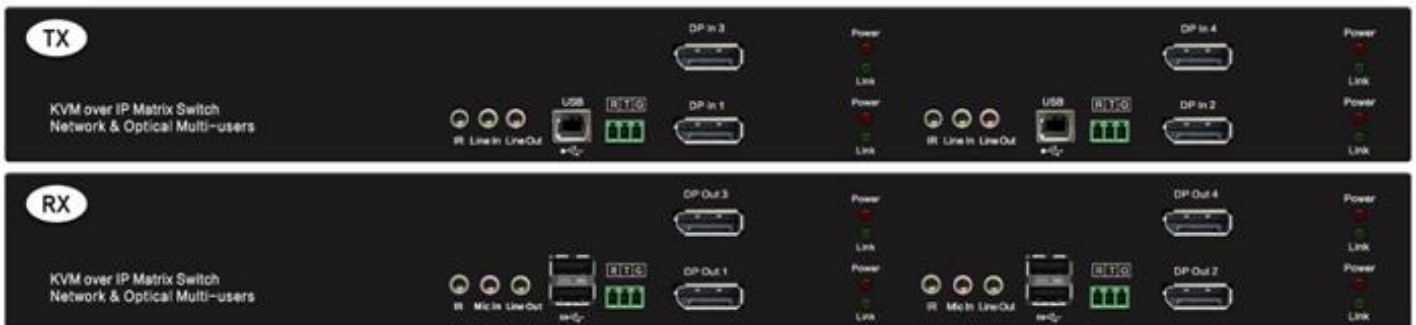 TX
DP In 3
Power
DP In 4
Power
Link
Link
KVM over IP Matrix Switch
Network & Optical Multi-users
USB
R T G
DP In 1
Power
USB
R T G
DP In 2
Power
IR Line In Line Out
Link
IR Line In Line Out
Link
RX
DP Out 3
Power
DP Out 4
Power
Link
Link
KVM over IP Matrix Switch
Network & Optical Multi-users
R T G
DP Out 1
Power
R T G
DP Out 2
Power
IR Mic In Line Out
Link
IR Mic In Line Out
Link